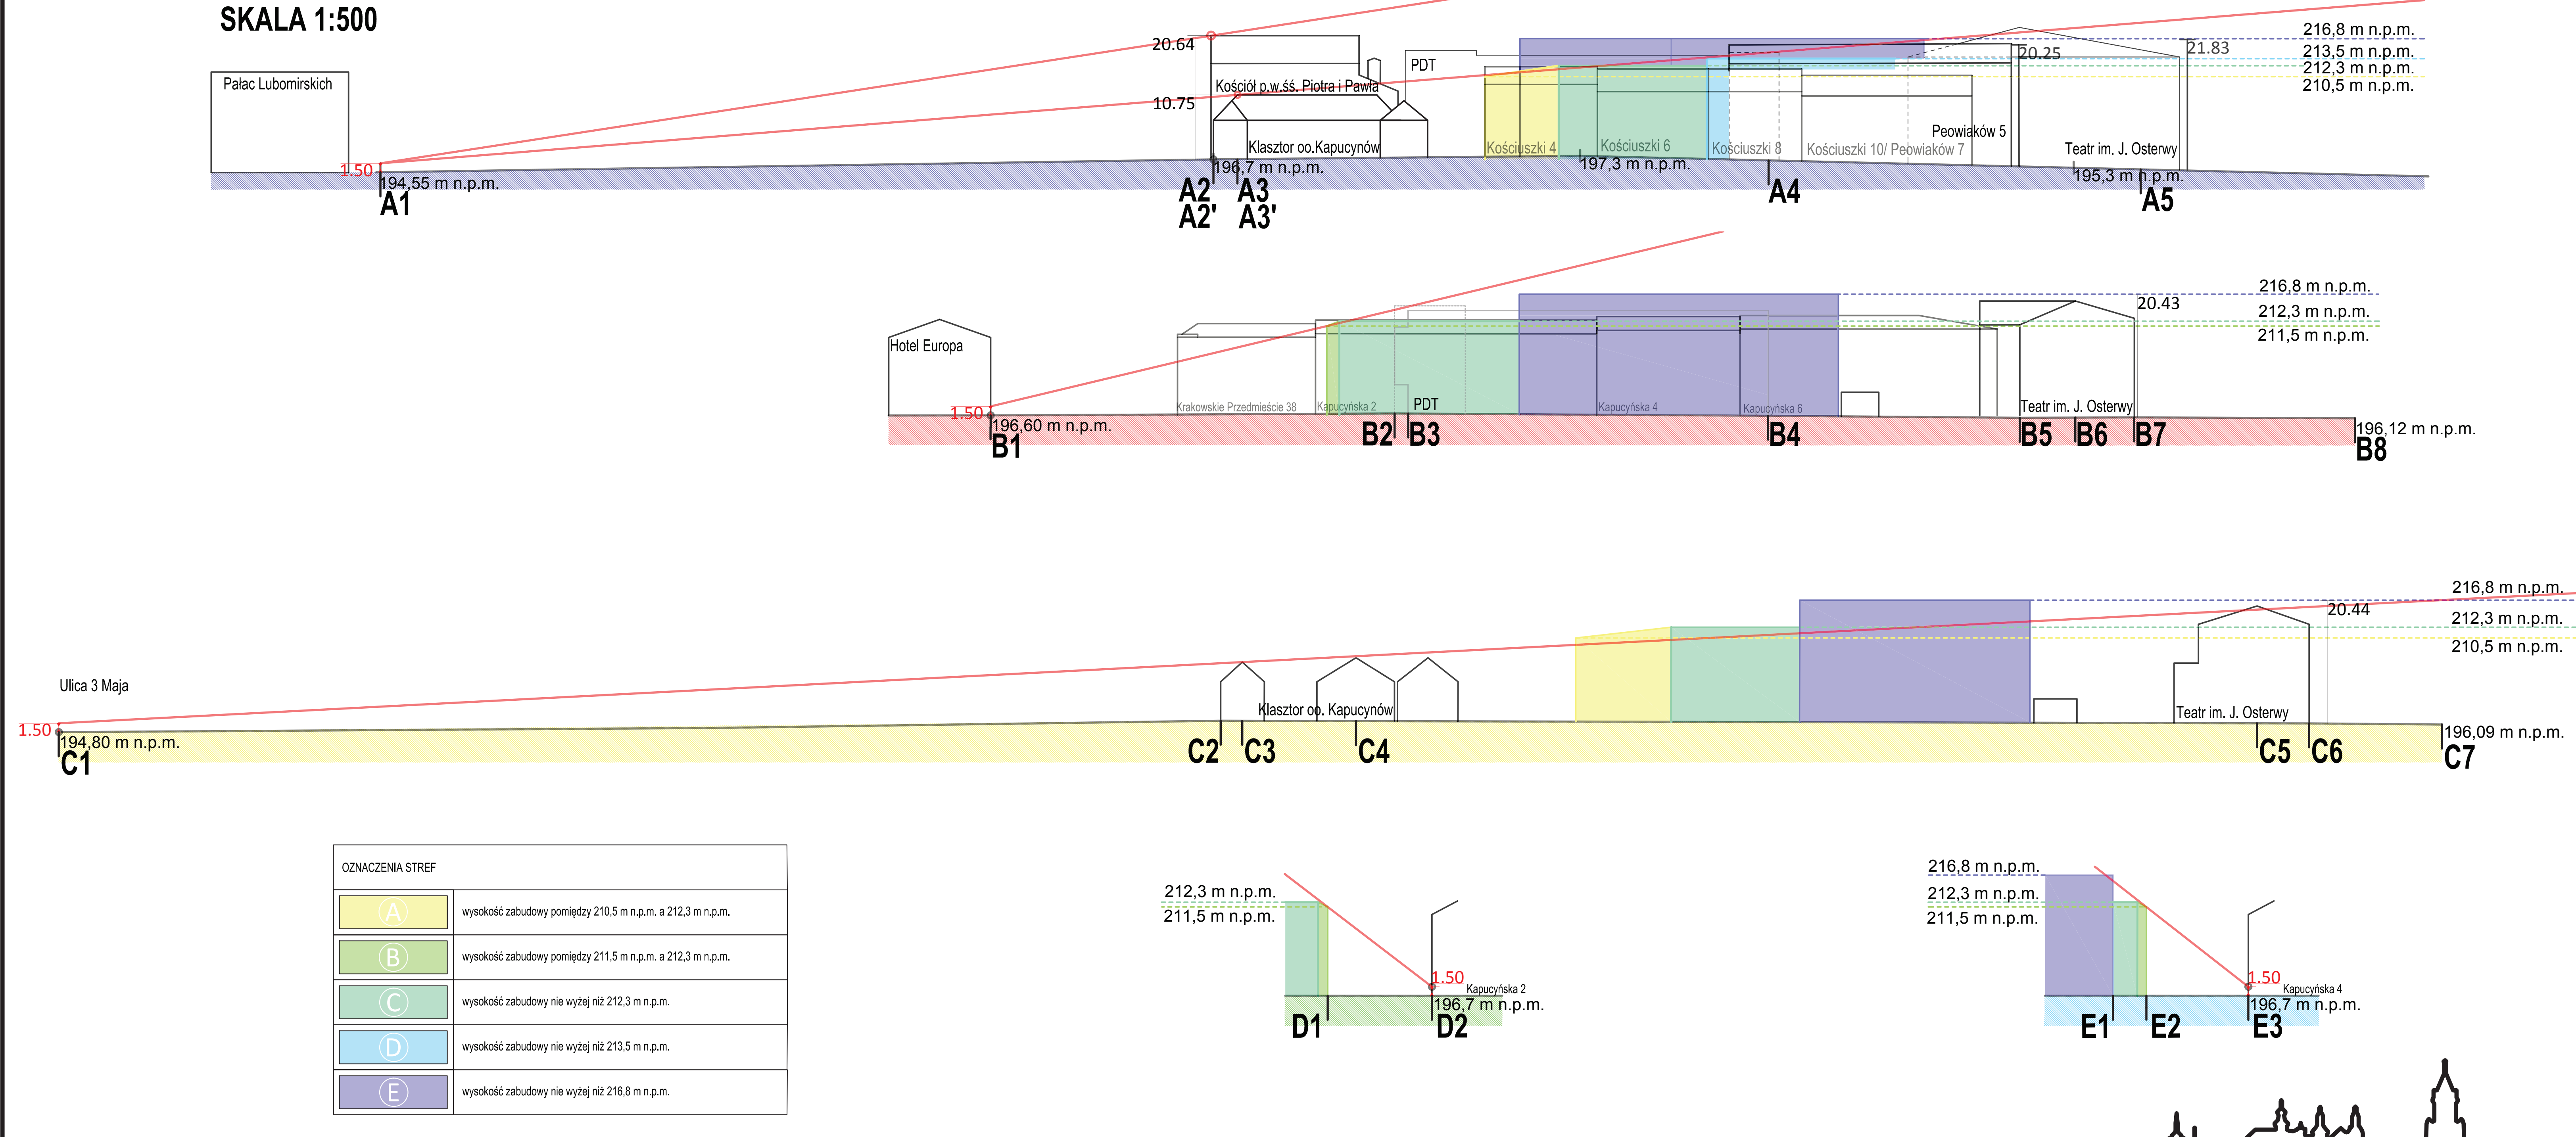 SKALA 1:500
Pałac Lubomirskich
1.50
194,55 m n.p.m.
A1
20.64
10.75
Kościół p.w.śś. Piotra i Pawła
Klasztor oo.Kapucynów
196,7 m n.p.m.
A2
A2'
A3
A3'
PDT
Kościuszki 4
Kościuszki 6
197,3 m n.p.m.
Kościuszki 8
A4
Kościuszki 10/ Peowiaków 7
Peowiaków 5
20.25
Teatr im. J. Osterwy
195,3 m n.p.m.
A5
21.83
216,8 m n.p.m.
213,5 m n.p.m.
212,3 m n.p.m.
210,5 m n.p.m.
Hotel Europa
1.50
196,60 m n.p.m.
B1
Krakowskie Przedmieście 38
Kapucyńska 2
PDT
B2
B3
Kapucyńska 4
Kapucyńska 6
B4
Teatr im. J. Osterwy
B5
B6
B7
20.43
216,8 m n.p.m.
212,3 m n.p.m.
211,5 m n.p.m.
196,12 m n.p.m.
B8
Ulica 3 Maja
1.50
194,80 m n.p.m.
C1
Klasztor oo. Kapucynów
C2
C3
C4
Teatr im. J. Osterwy
C5
C6
20.44
216,8 m n.p.m.
212,3 m n.p.m.
210,5 m n.p.m.
196,09 m n.p.m.
C7
OZNACZENIA STREF
A wysokość zabudowy pomiędzy 210,5 m n.p.m. a 212,3 m n.p.m.
B wysokość zabudowy pomiędzy 211,5 m n.p.m. a 212,3 m n.p.m.
C wysokość zabudowy nie wyżej niż 212,3 m n.p.m.
D wysokość zabudowy nie wyżej niż 213,5 m n.p.m.
E wysokość zabudowy nie wyżej niż 216,8 m n.p.m.
212,3 m n.p.m.
211,5 m n.p.m.
1.50
Kapucyńska 2
196,7 m n.p.m.
D1
D2
216,8 m n.p.m.
212,3 m n.p.m.
211,5 m n.p.m.
1.50
Kapucyńska 4
196,7 m n.p.m.
E1
E2
E3